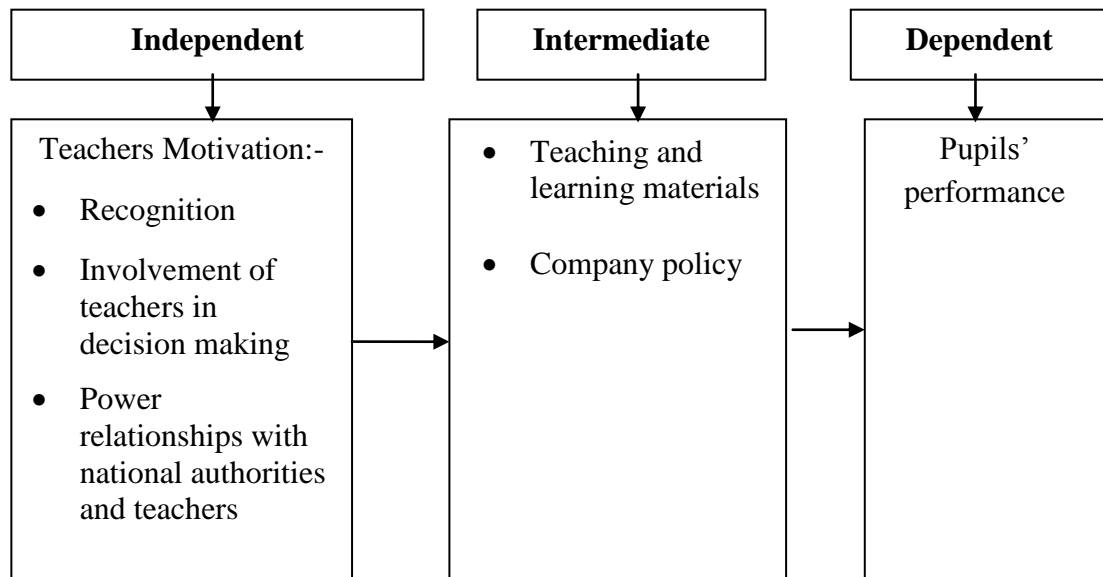 Independent
Intermediate
Dependent
Teachers Motivation:-
• Recognition
• Involvement of
teachers in
decision making
• Power
relationships with
national authorities
and teachers
• Teaching and
learning materials
• Company policy
Pupils’
performance